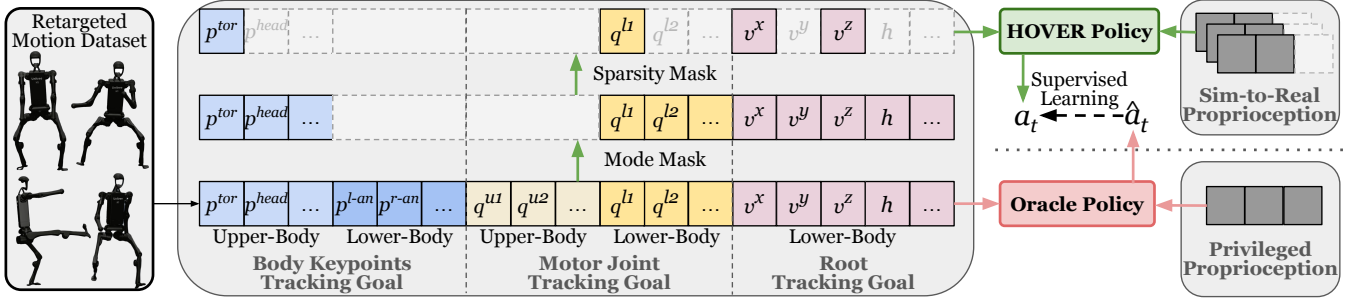 Retargeted
Motion Dataset
p^tor p^head ... q^l1 q^l2 ... v^x v^y v^z h ...
Sparsity Mask
p^tor p^head ... q^l1 q^l2 ... v^x v^y v^z h ...
Mode Mask
p^tor p^head ... p^l-an p^r-an ... q^u1 q^u2 ... q^l1 q^l2 ... v^x v^y v^z h ...
Upper-Body Lower-Body Upper-Body Lower-Body Lower-Body
Body Keypoints
Tracking Goal
Motor Joint
Tracking Goal
Root
Tracking Goal
HOVER Policy
Supervised
Learning
a_t â_t
Oracle Policy
Sim-to-Real
Proprioception
Privileged
Proprioception